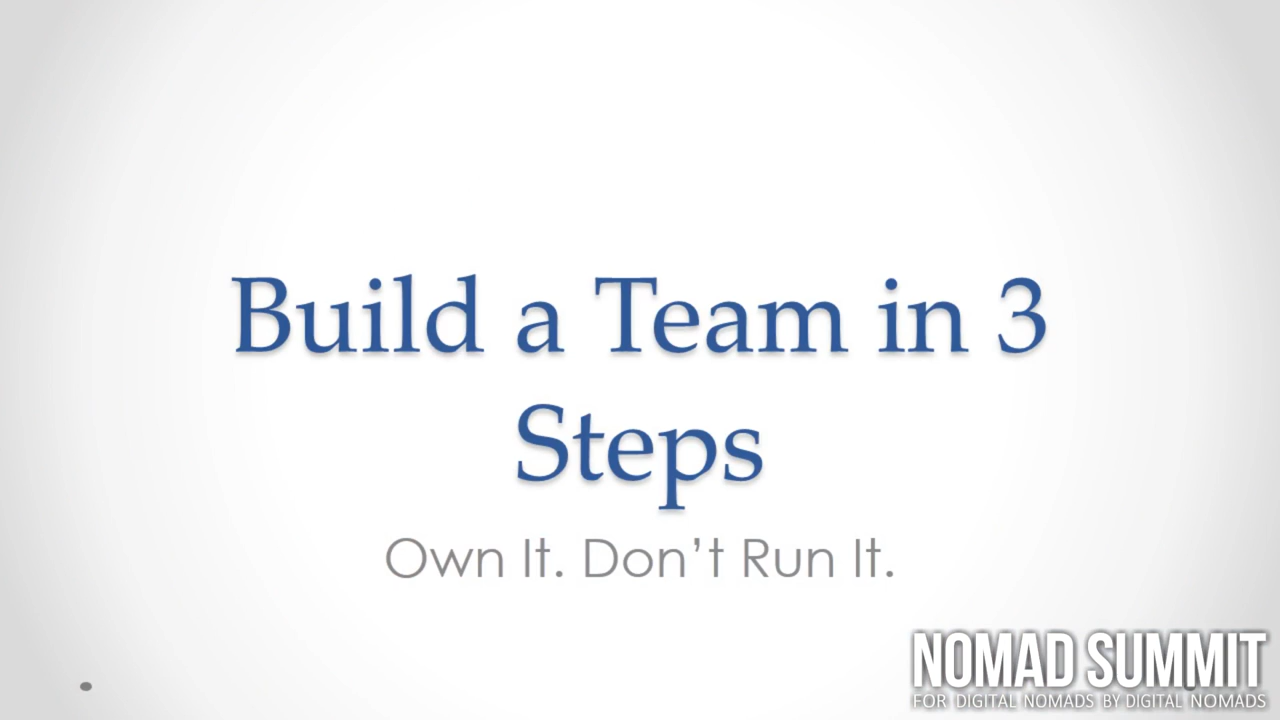 Build a Team in 3
Steps
Own It. Don’t Run It.
NOMAD SUMMIT
FOR DIGITAL NOMADS BY DIGITAL NOMADS